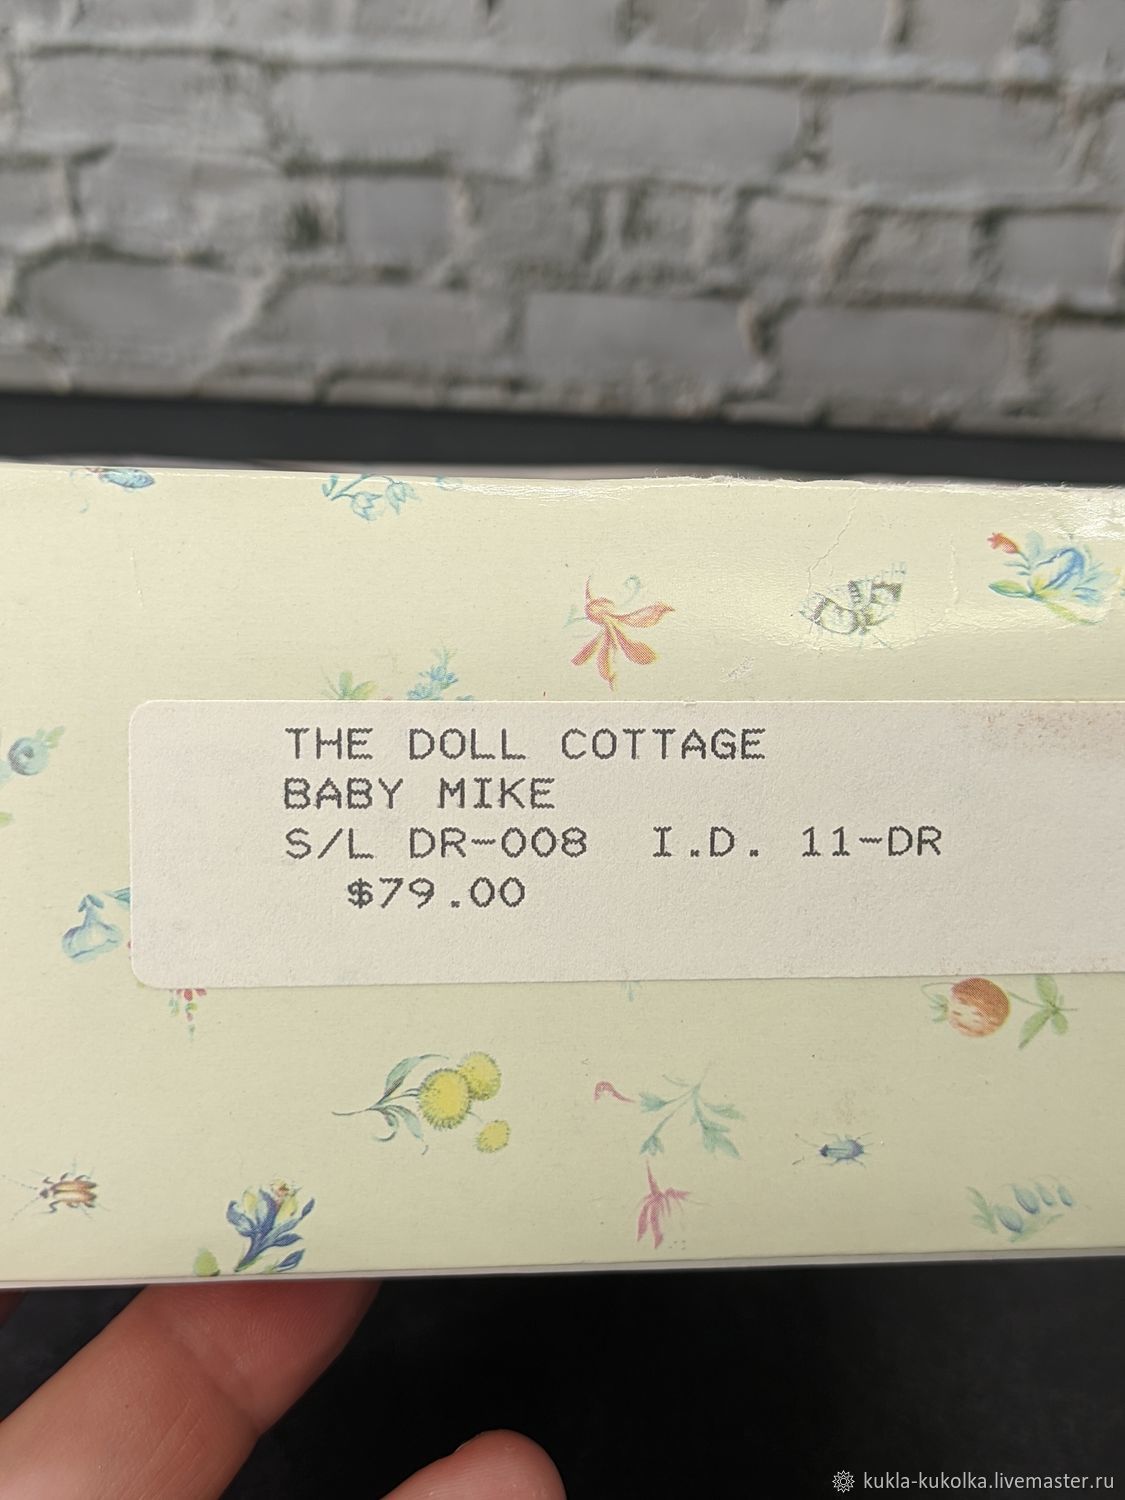 THE DOLL COTTAGE
BABY MIKE
S/L DR-008 I.D. 11-DR
$79.00
kukla-kukolka.livemaster.ru